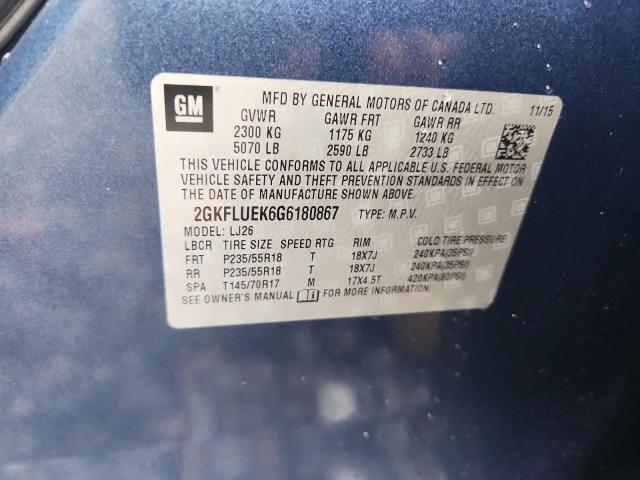 GM
MFD BY GENERAL MOTORS OF CANADA LTD. 11/15
GVWR GAWR FRT GAWR RR
2300 KG 1175 KG 1240 KG
5070 LB 2590 LB 2733 LB
THIS VEHICLE CONFORMS TO ALL APPLICABLE U.S. FEDERAL MOTOR
VEHICLE SAFETY AND THEFT PREVENTION STANDARDS IN EFFECT ON
THE DATE OF MANUFACTURE SHOWN ABOVE.
2GKFLUEK6G6180867 TYPE: M.P.V.
MODEL: LJ26
LBCR TIRE SIZE SPEED RTG RIM COLD TIRE PRESSURE
FRT P235/55R18 T 18X7J 240KPA(35PSI)
RR P235/55R18 T 18X7J 240KPA(35PSI)
SPA T145/70R17 M 17X4.5T 420KPA(60PSI)
SEE OWNER'S MANUAL FOR MORE INFORMATION.